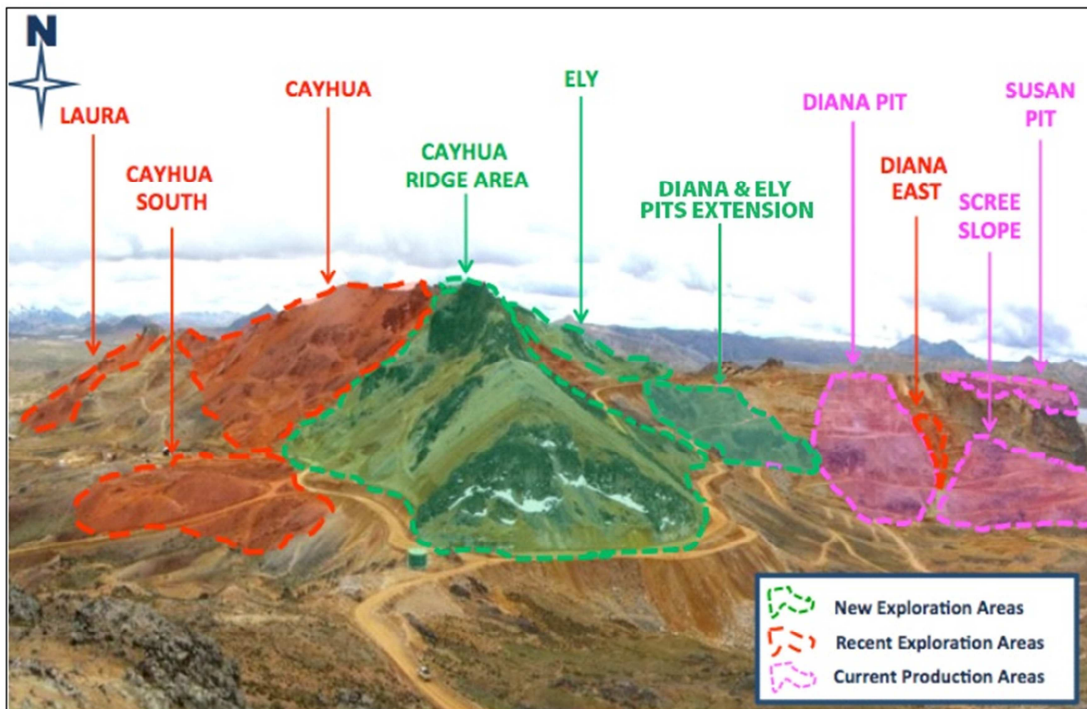 N
LAURA
CAYHUA
SOUTH
CAYHUA
CAYHUA
RIDGE AREA
ELY
DIANA & ELY
PITS EXTENSION
DIANA PIT
DIANA
EAST
SCREE
SLOPE
SUSAN
PIT
New Exploration Areas
Recent Exploration Areas
Current Production Areas